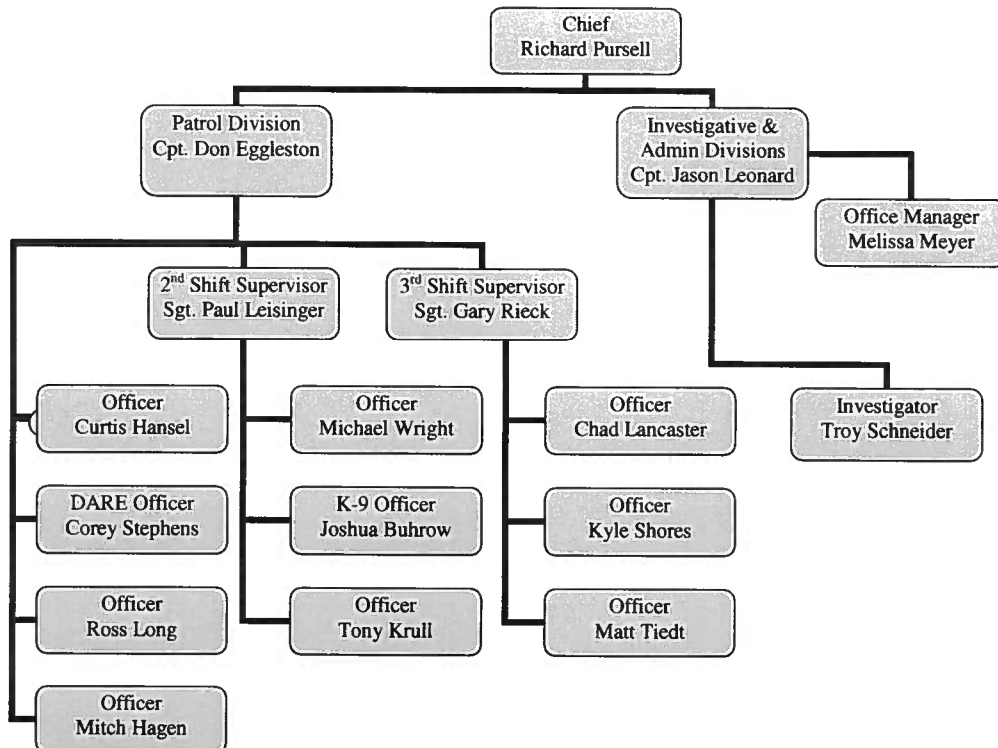 Chief
Richard Pursell
Patrol Division
Cpt. Don Eggleston
Investigative &
Admin Divisions
Cpt. Jason Leonard
Office Manager
Melissa Meyer
2nd Shift Supervisor
Sgt. Paul Leisinger
3rd Shift Supervisor
Sgt. Gary Rieck
Officer
Curtis Hansel
Officer
Michael Wright
Officer
Chad Lancaster
Investigator
Troy Schneider
DARE Officer
Corey Stephens
K-9 Officer
Joshua Buhrow
Officer
Kyle Shores
Officer
Ross Long
Officer
Tony Krull
Officer
Matt Tiedt
Officer
Mitch Hagen